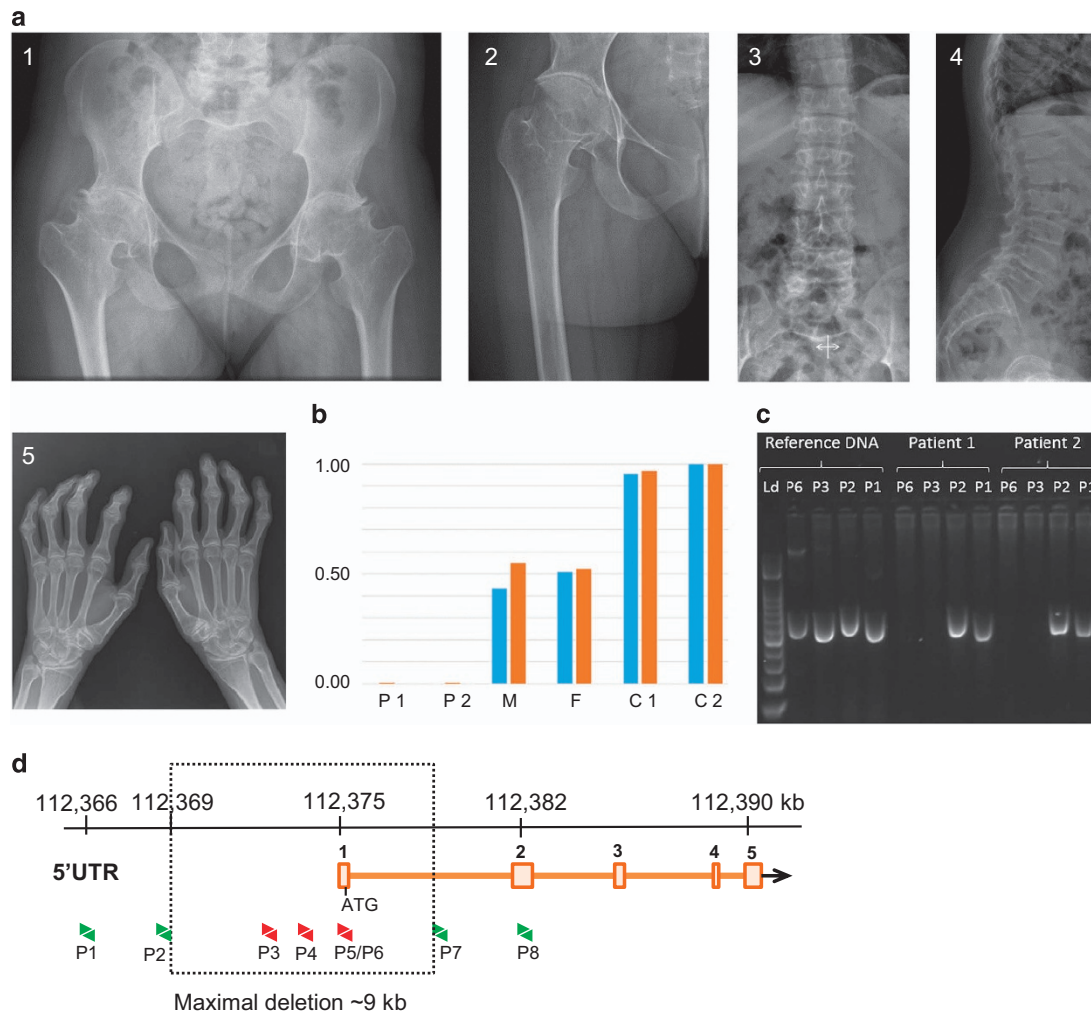 a
1
2
3
4
5
b
1.00
0.50
0.00
P 1 P 2 M F C 1 C 2
c
Reference DNA Patient 1 Patient 2
Ld P6 P3 P2 P1 P6 P3 P2 P1 P6 P3 P2 P1
d
112,366 112,369 112,375 112,382 112,390 kb
5'UTR 1 2 3 4 5
ATG
P1 P2 P3 P4 P5/P6 P7 P8
Maximal deletion ~9 kb